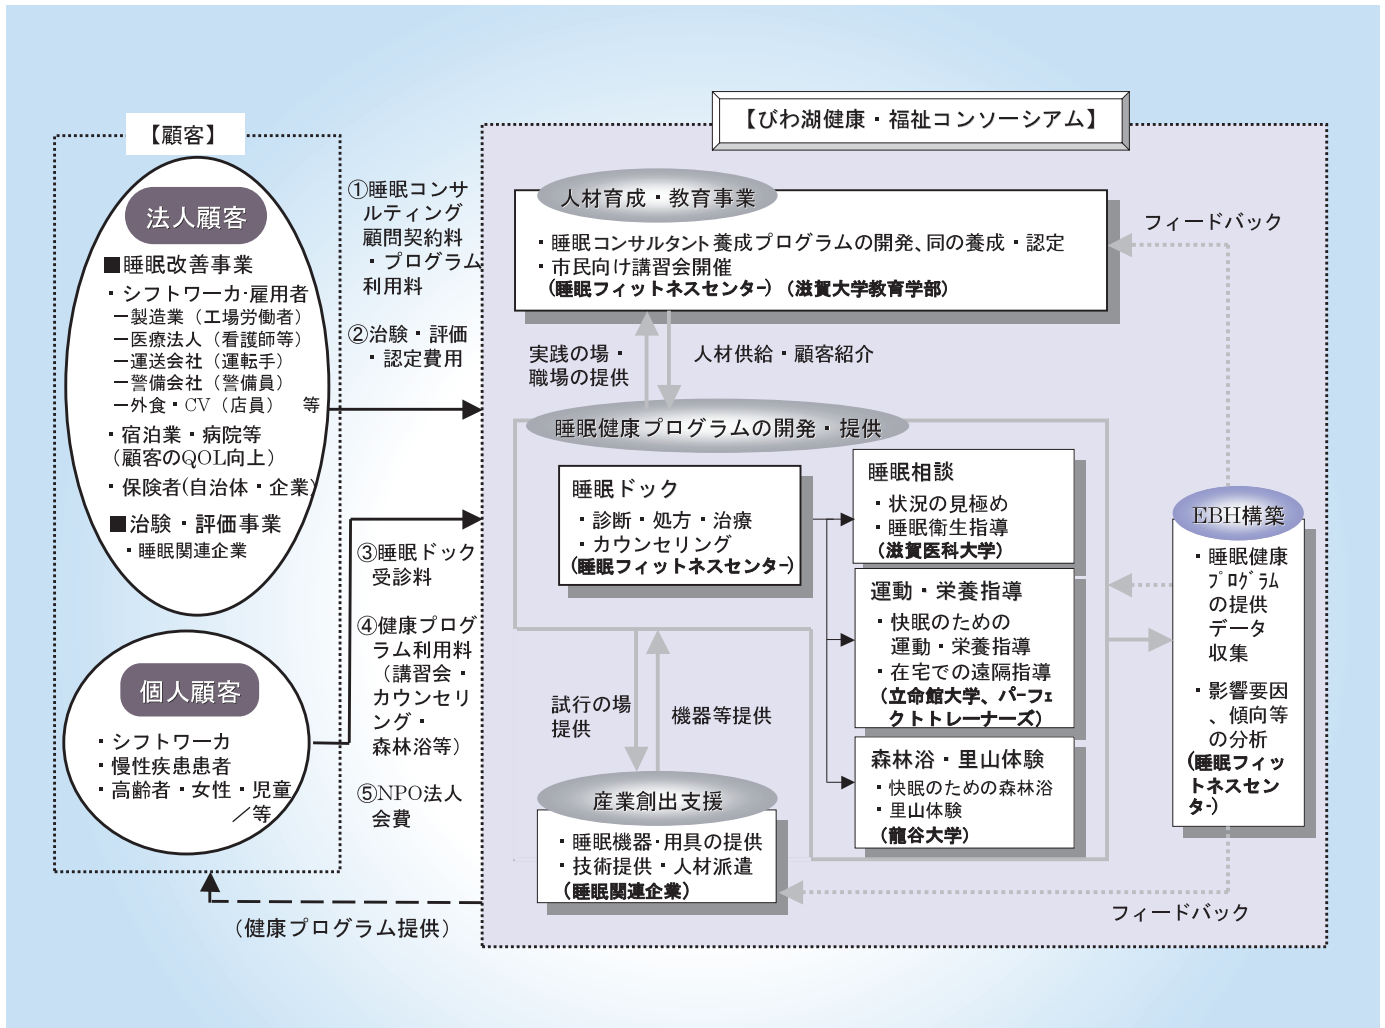 【顧客】
法人顧客
■睡眠改善事業
・シフトワーカ・雇用者
－製造業（工場労働者）
－医療法人（看護師等）
－運送会社（運転手）
－警備会社（警備員）
－外食・CV（店員）　等
・宿泊業・病院等
（顧客のQOL向上）
・保険者(自治体・企業)
■治験・評価事業
・睡眠関連企業
個人顧客
・シフトワーカ
・慢性疾患患者
・高齢者・女性・児童
／等
①睡眠コンサ
ルティング
顧問契約料
・プログラム
利用料
②治験・評価
・認定費用
③睡眠ドック
受診料
④健康プログ
ラム利用料
（講習会・
カウンセリ
ング・
森林浴等）
⑤NPO法人
会費
（健康プログラム提供）
【びわ湖健康・福祉コンソーシアム】
人材育成・教育事業
・睡眠コンサルタント養成プログラムの開発、同の養成・認定
・市民向け講習会開催
（睡眠フィットネスセンター）（滋賀大学教育学部）
実践の場・
職場の提供
人材供給・顧客紹介
睡眠健康プログラムの開発・提供
睡眠ドック
・診断・処方・治療
・カウンセリング
（睡眠フィットネスセンター）
睡眠相談
・状況の見極め
・睡眠衛生指導
（滋賀医科大学）
運動・栄養指導
・快眠のための
運動・栄養指導
・在宅での遠隔指導
（立命館大学、パーフェ
クトトレーナーズ）
森林浴・里山体験
・快眠のための森林浴
・里山体験
（龍谷大学）
試行の場
提供
機器等提供
産業創出支援
・睡眠機器・用具の提供
・技術提供・人材派遣
（睡眠関連企業）
フィードバック
EBH構築
・睡眠健康
プログラム
の提供
データ
収集
・影響要因
、傾向等
の分析
（睡眠フィッ
トネスセン
ター）
フィードバック